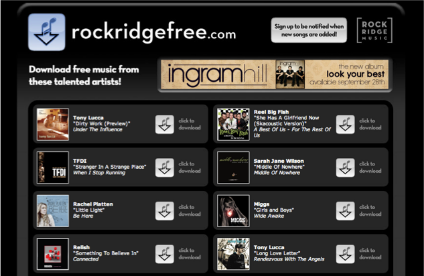 rockridgefree.com
Sign up to be notified when
new songs are added!
ROCK
RIDGE
MUSIC
Download free music from
these talented artists!
ingramhill
the new album
look your best
available september 28th
Tony Lucca
"Dirty Work (Preview)"
Under The Influence
click to
download
Reel Big Fish
"She Has A Girlfriend Now
(Skacoustic Version)"
A Best Of Us - For The Rest Of
Us
click to
download
TFDI
"Stranger In A Strange Place"
When I Stop Running
click to
download
Sarah Jane Wilson
"Middle Of Nowhere"
Middle Of Nowhere
click to
download
TFDI
Rachel Platten
"Little Light"
Be Here
click to
download
Miggs
"Girls and Boys"
Wide Awake
click to
download
Relish
"Something To Believe In"
Connected
click to
download
Tony Lucca
"Long Love Letter"
Rendezvous With The Angels
click to
download